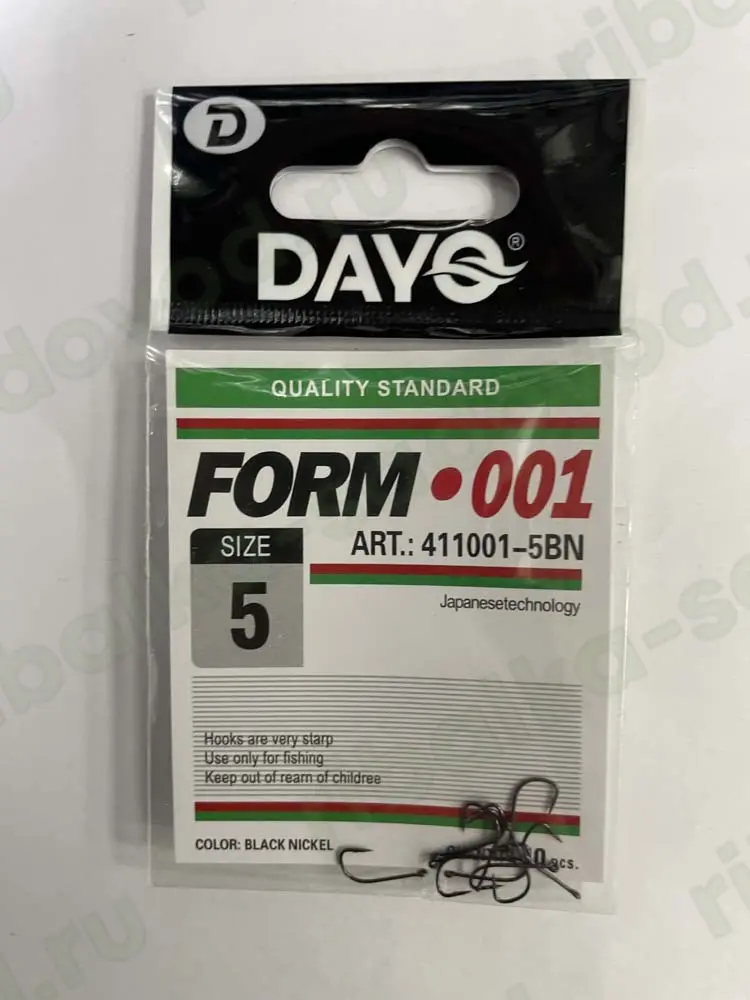 D
DAYO®
QUALITY STANDARD
FORM • 001
SIZE
5
ART.: 411001-5BN
Japanesetechnology
Hooks are very starp
Use only for fishing
Keep out of rearn of children
COLOR: BLACK NICKEL
pcs.